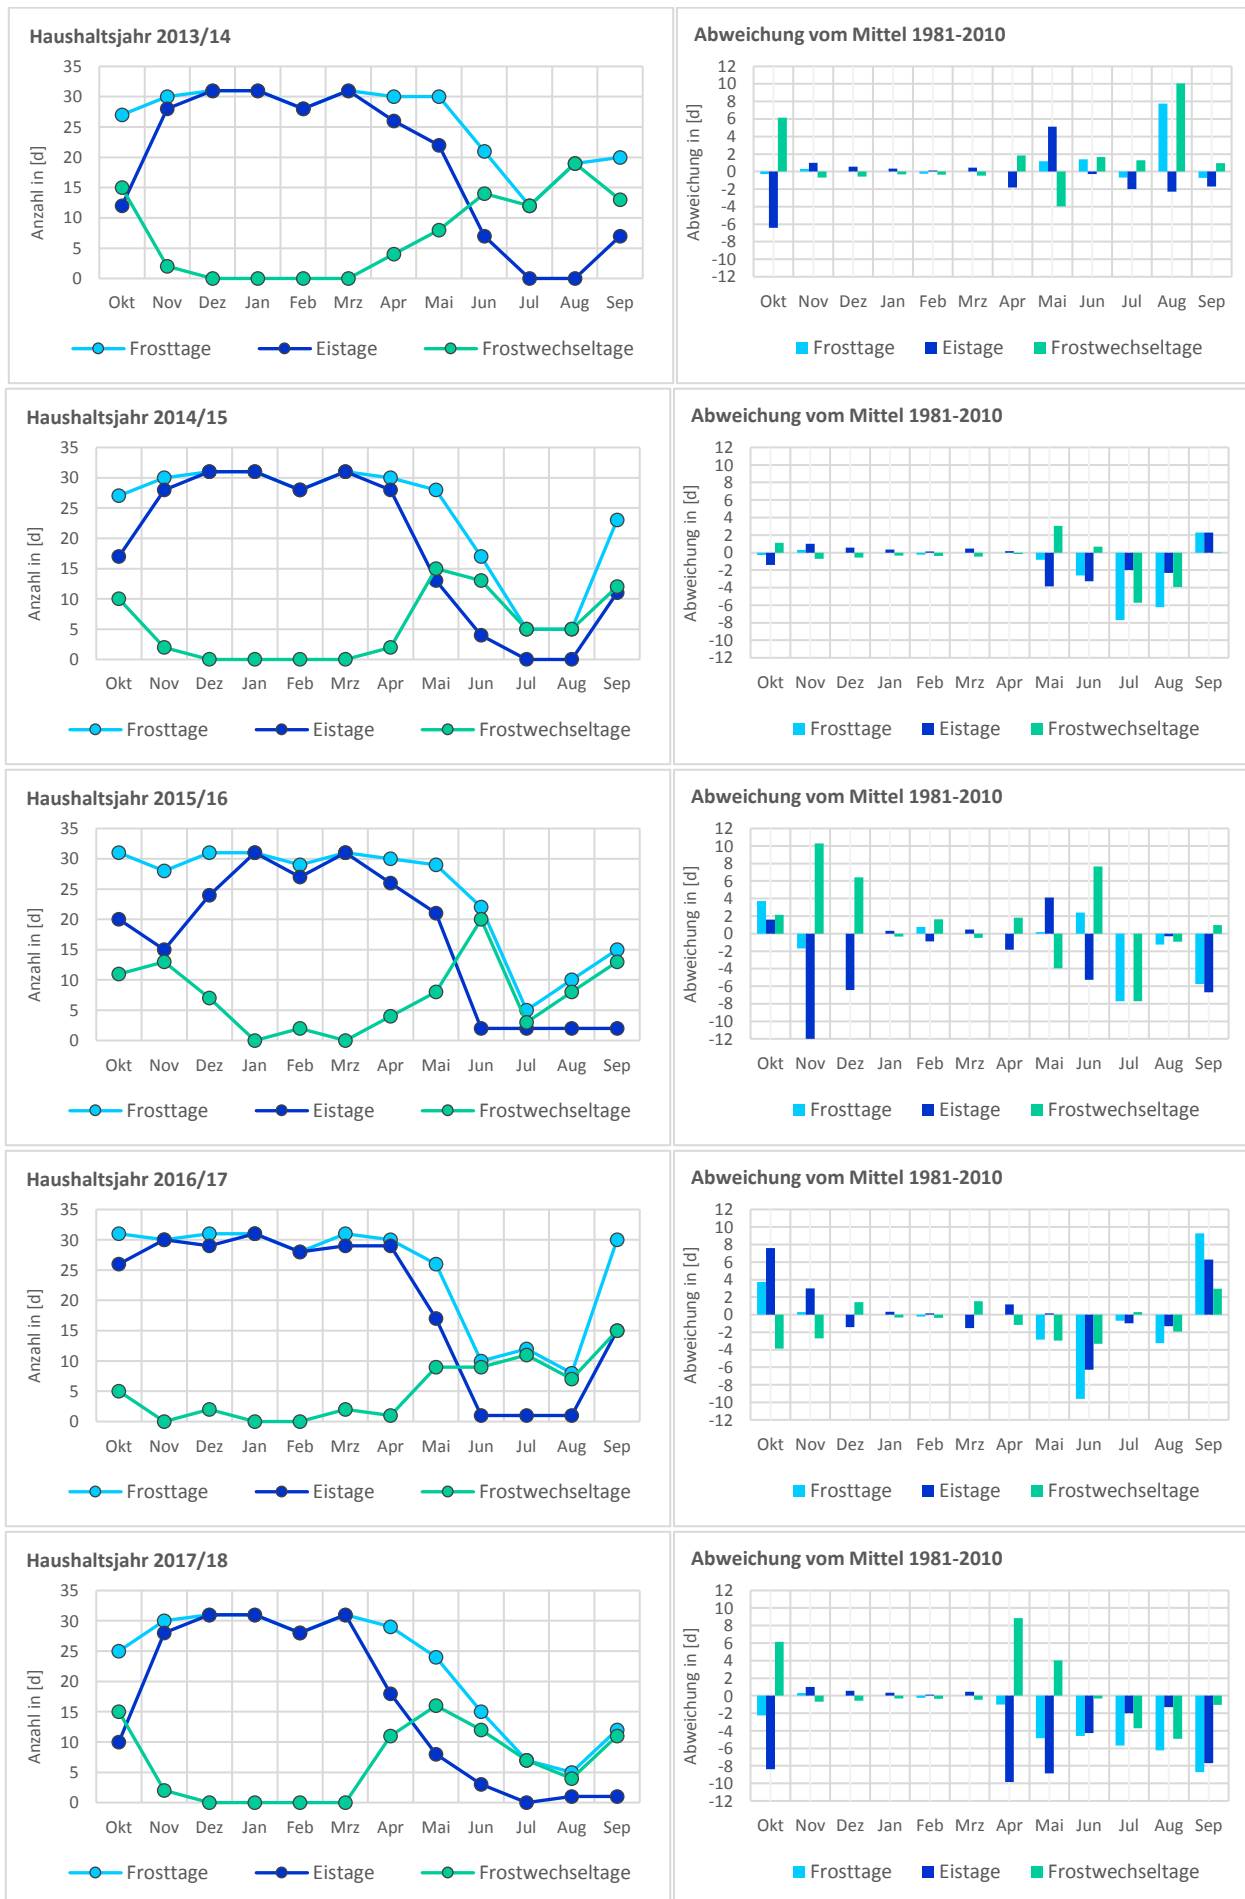 Haushaltsjahr 2013/14
Anzahl in [d]
35
30
25
20
15
10
5
0
Okt Nov Dez Jan Feb Mrz Apr Mai Jun Jul Aug Sep
Frosttage Eistage Frostwechseltage
Abweichung vom Mittel 1981-2010
Abweichung in [d]
12
10
8
6
4
2
0
-2
-4
-6
-8
-10
-12
Okt Nov Dez Jan Feb Mrz Apr Mai Jun Jul Aug Sep
Frosttage Eistage Frostwechseltage
Haushaltsjahr 2014/15
Anzahl in [d]
35
30
25
20
15
10
5
0
Okt Nov Dez Jan Feb Mrz Apr Mai Jun Jul Aug Sep
Frosttage Eistage Frostwechseltage
Abweichung vom Mittel 1981-2010
Abweichung in [d]
12
10
8
6
4
2
0
-2
-4
-6
-8
-10
-12
Okt Nov Dez Jan Feb Mrz Apr Mai Jun Jul Aug Sep
Frosttage Eistage Frostwechseltage
Haushaltsjahr 2015/16
Anzahl in [d]
35
30
25
20
15
10
5
0
Okt Nov Dez Jan Feb Mrz Apr Mai Jun Jul Aug Sep
Frosttage Eistage Frostwechseltage
Abweichung vom Mittel 1981-2010
Abweichung in [d]
12
10
8
6
4
2
0
-2
-4
-6
-8
-10
-12
Okt Nov Dez Jan Feb Mrz Apr Mai Jun Jul Aug Sep
Frosttage Eistage Frostwechseltage
Haushaltsjahr 2016/17
Anzahl in [d]
35
30
25
20
15
10
5
0
Okt Nov Dez Jan Feb Mrz Apr Mai Jun Jul Aug Sep
Frosttage Eistage Frostwechseltage
Abweichung vom Mittel 1981-2010
Abweichung in [d]
12
10
8
6
4
2
0
-2
-4
-6
-8
-10
-12
Okt Nov Dez Jan Feb Mrz Apr Mai Jun Jul Aug Sep
Frosttage Eistage Frostwechseltage
Haushaltsjahr 2017/18
Anzahl in [d]
35
30
25
20
15
10
5
0
Okt Nov Dez Jan Feb Mrz Apr Mai Jun Jul Aug Sep
Frosttage Eistage Frostwechseltage
Abweichung vom Mittel 1981-2010
Abweichung in [d]
12
10
8
6
4
2
0
-2
-4
-6
-8
-10
-12
Okt Nov Dez Jan Feb Mrz Apr Mai Jun Jul Aug Sep
Frosttage Eistage Frostwechseltage